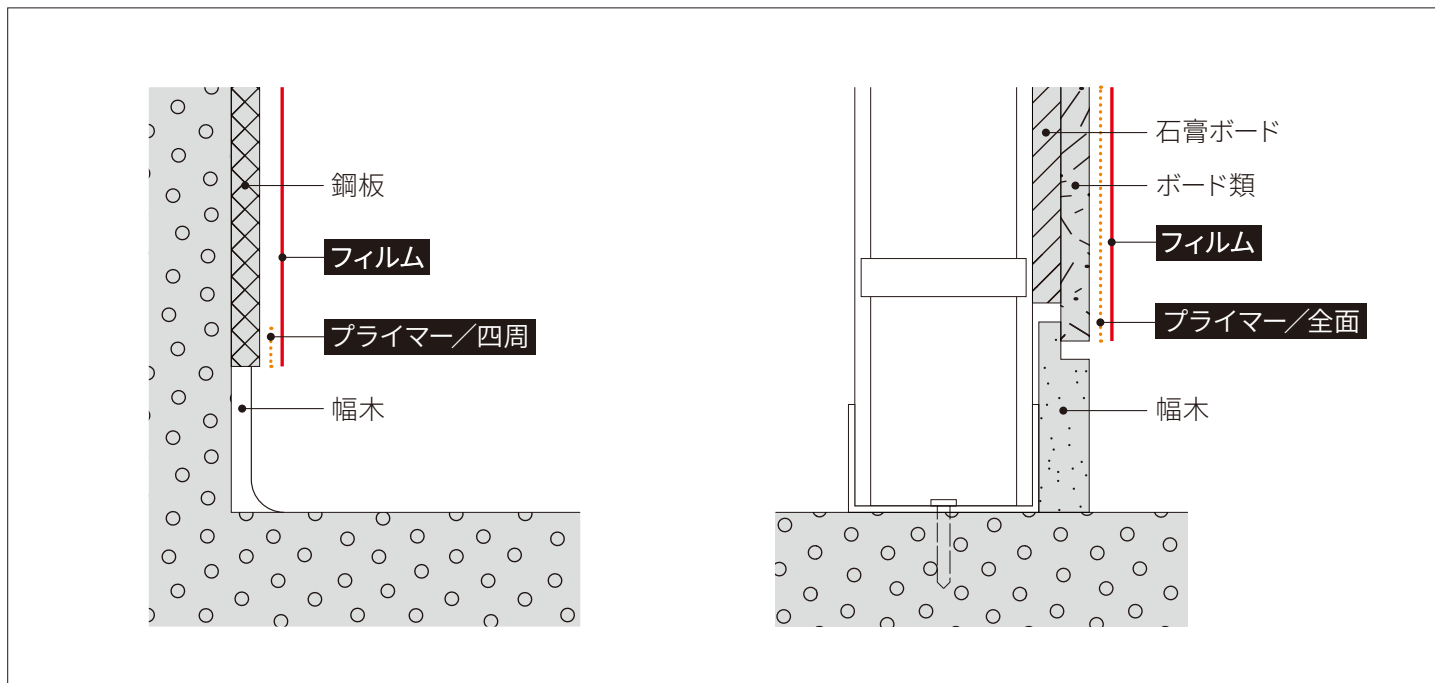 鋼板
フィルム
プライマー／四周
幅木
石膏ボード
ボード類
フィルム
プライマー／全面
幅木